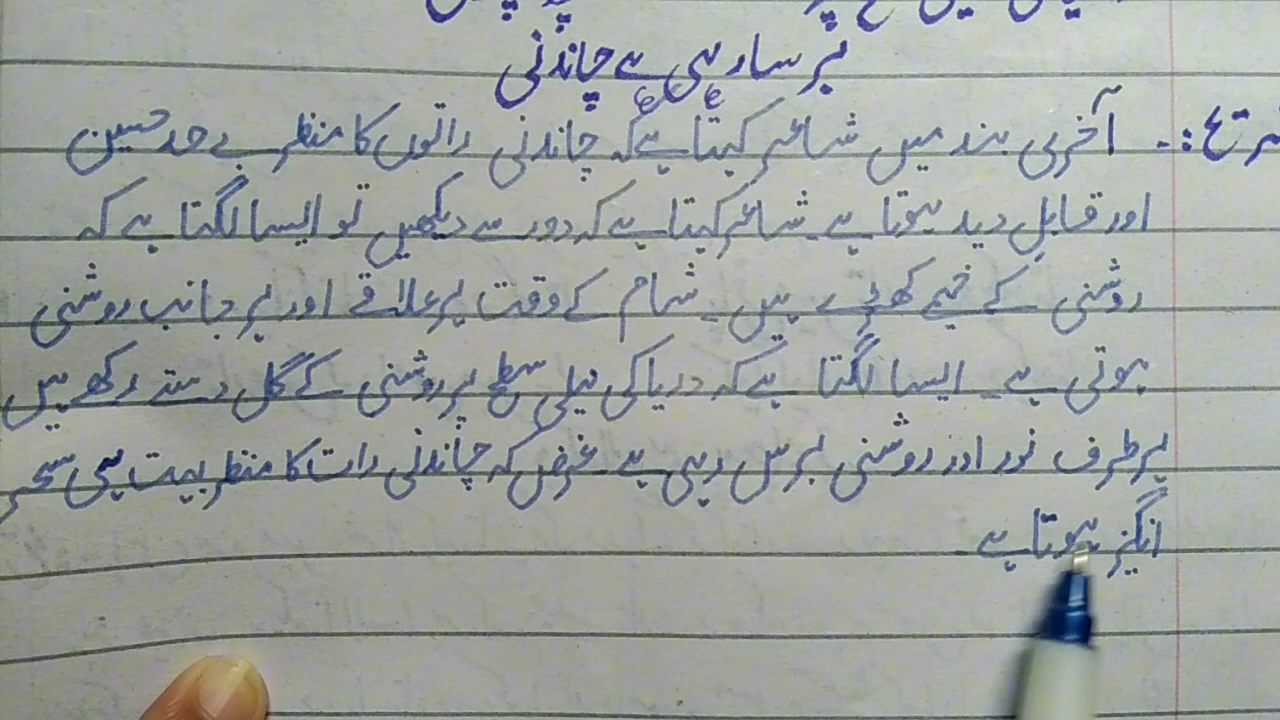 برسا رہی ہے چاندنی
تشریح:۔ آخری بند میں شاعر کہتا ہے کہ چاندنی راتوں کا منظر بے حد حسین
اور قابلِ دید ہوتا ہے۔ شاعر کہتا ہے کہ دور سے دیکھیں تو ایسا لگتا ہے کہ
روشنی کے خیمے کھڑے ہیں۔ شام کے وقت ہر علاقے اور ہر جانب روشنی
ہوتی ہے۔ ایسا لگتا ہے کہ دریا کی نیلی سطح پر روشنی کے گل دستے رکھے ہیں
ہر طرف نور اور روشنی برس رہی ہے غرض کہ چاندنی رات کا منظر بہت ہی سحر
انگیز ہوتا ہے۔